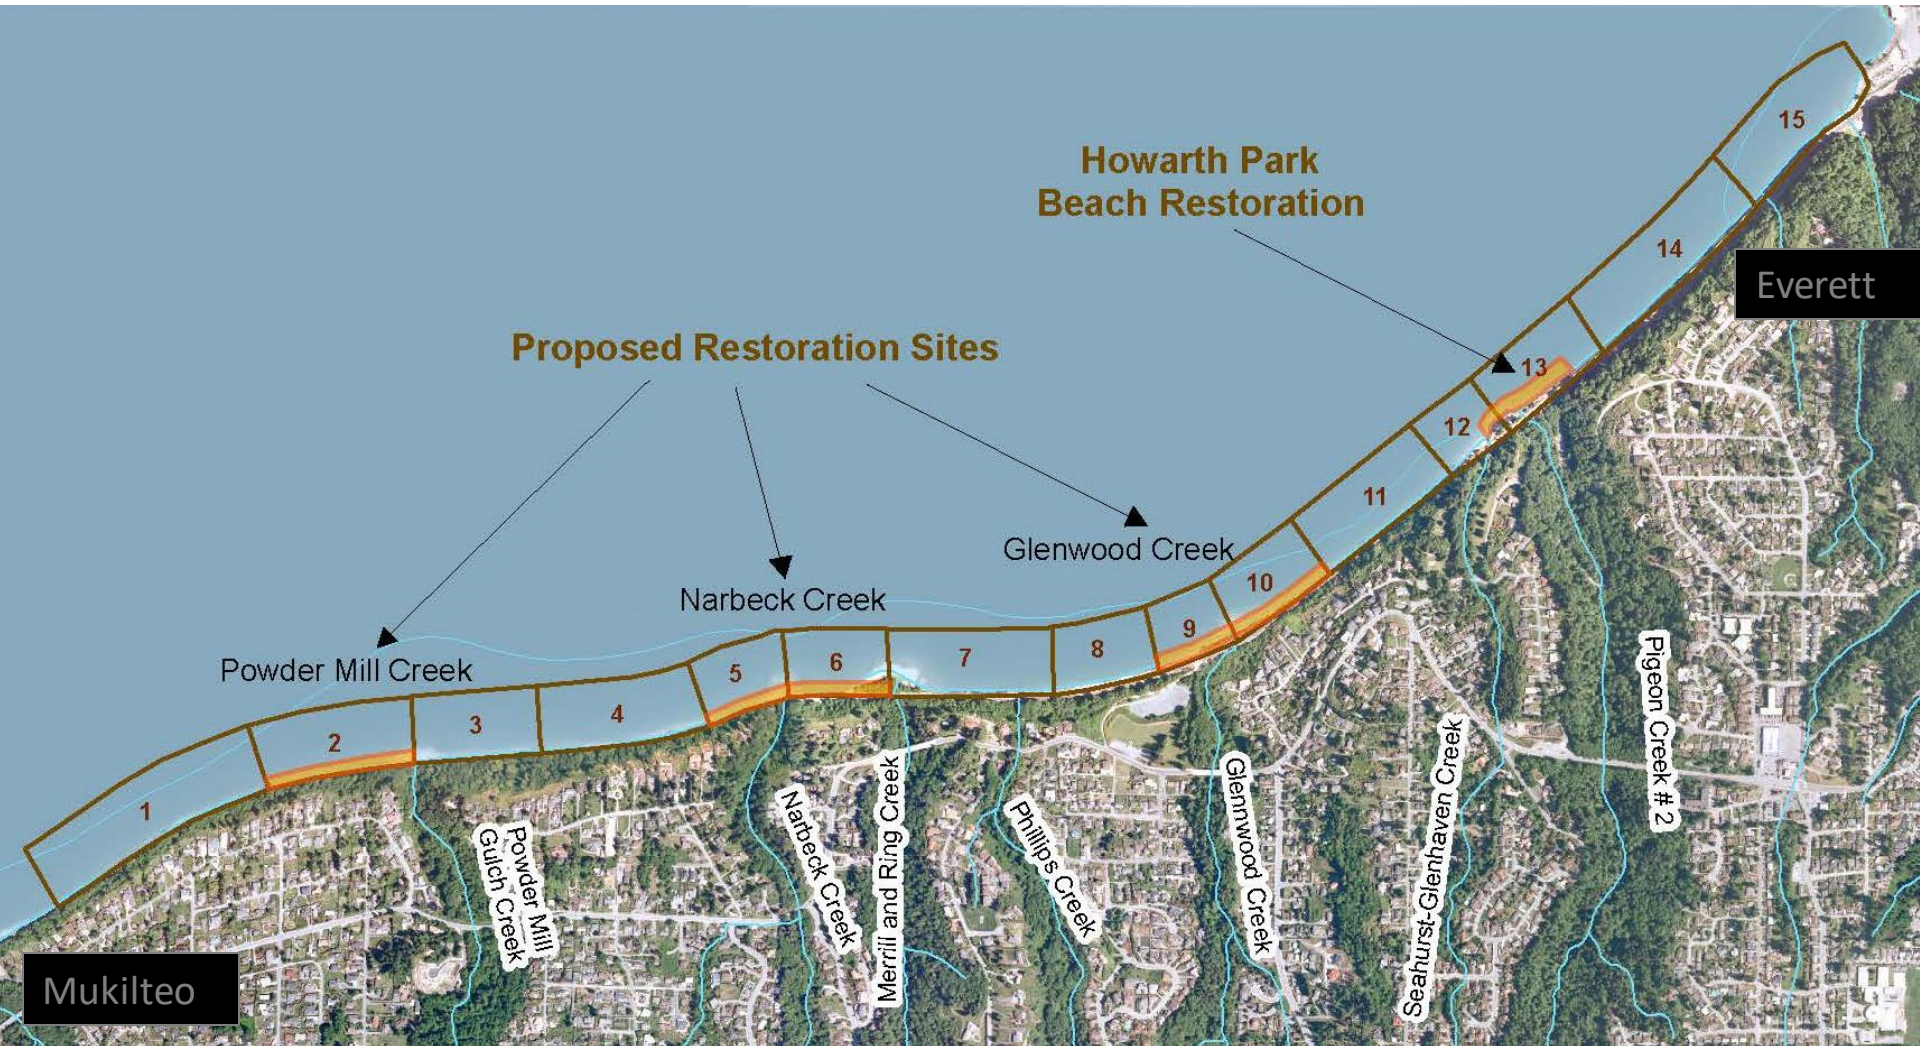 15
Howarth Park
Beach Restoration
14
Everett
Proposed Restoration Sites
13
12
11
Glenwood Creek
10
Narbeck Creek
9
8
7
6
5
Powder Mill Creek
4
3
2
1
Powder Mill
Gulch Creek
Narbeck Creek
Merrill and Ring Creek
Phillips Creek
Glennwood Creek
Seahurst-Glenhaven Creek
Pigeon Creek # 2
Mukilteo